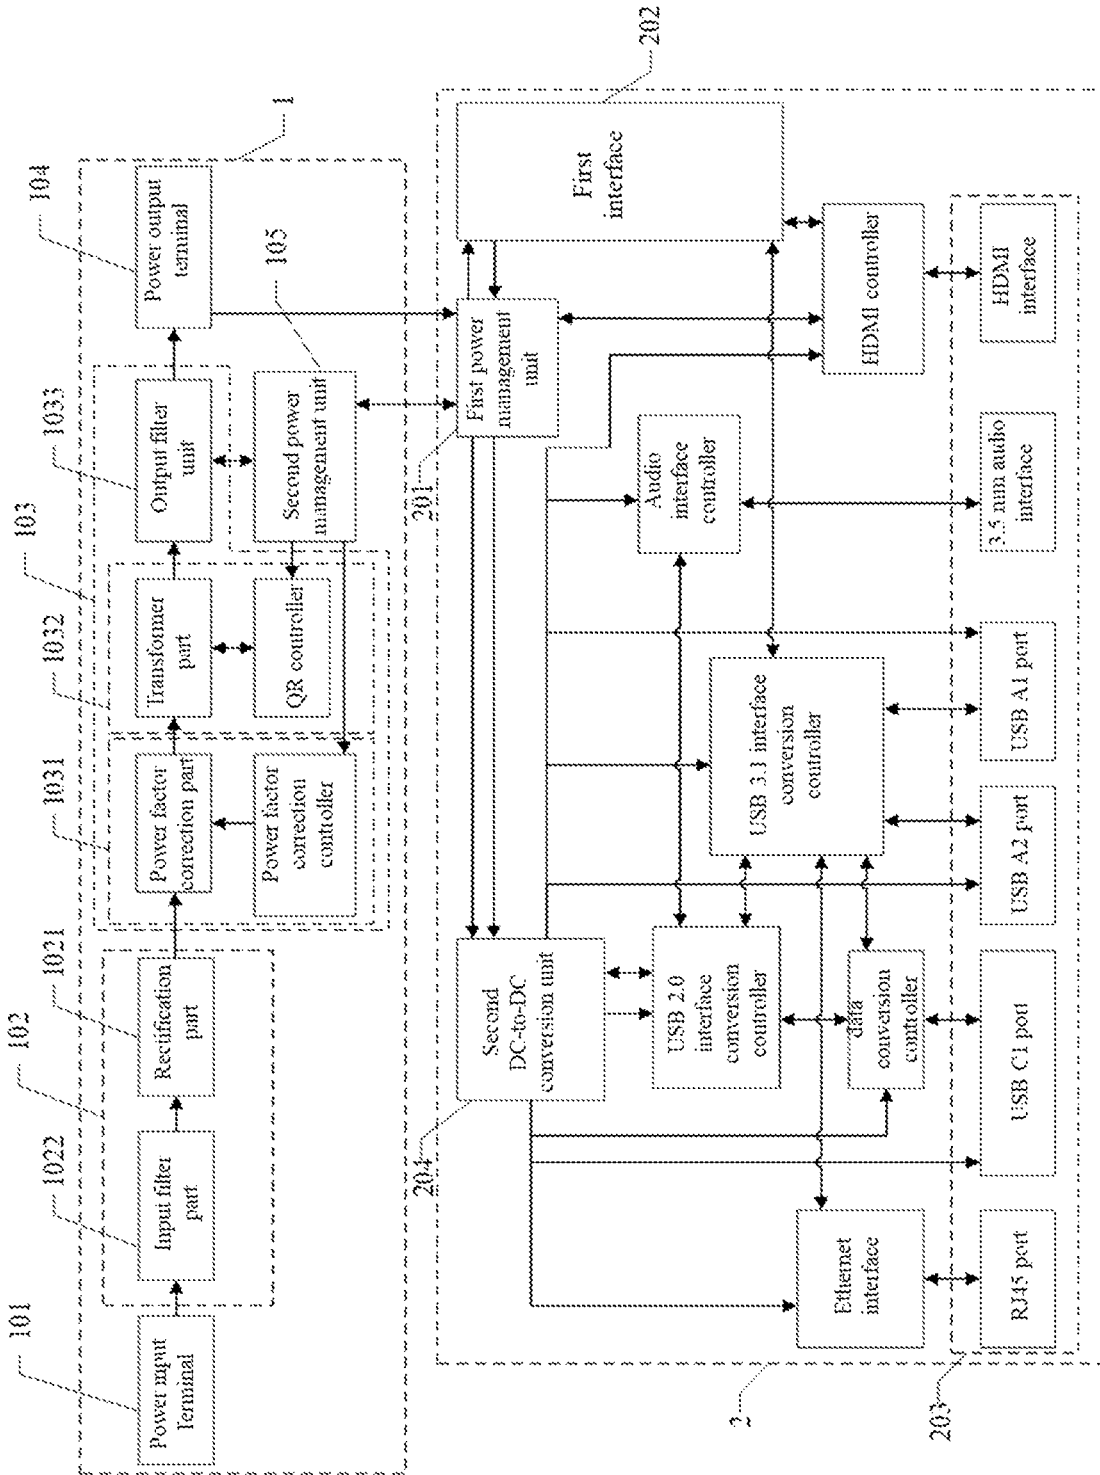 101
1022
102
1021
1031
1032
103
1033
104
1
105
Power input
Terminal
Input filter
part
Rectification
part
Power factor
correction part
Transformer
part
Output filter
unit
Power output
terminal
Power factor
correction
controller
QR controller
Second power
management unit
204
201
202
Second
DC-to-DC
conversion unit
First power
management
unit
First
interface
USB 2.0
interface
conversion
controller
USB 3.1 interface
conversion
controller
Audio
interface
controller
Ethernet
interface
data
conversion
controller
HDMI controller
RJ45 port
USB C1 port
USB A2 port
USB A1 port
3.5 mm audio
interface
HDMI
interface
2
203